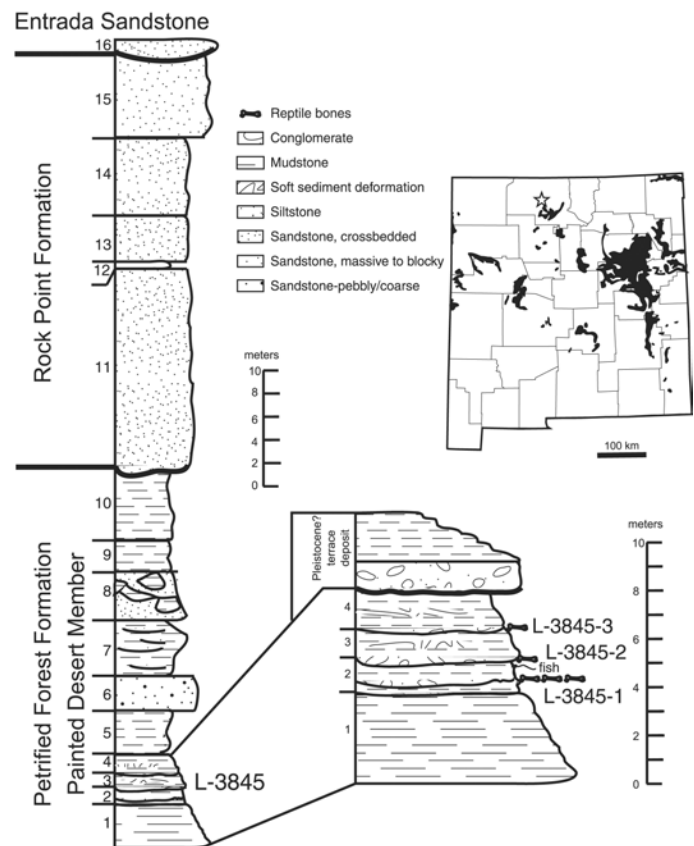 Entrada Sandstone
16
15
14
13
12
11
10
9
8
7
6
5
4
3
2
1
Rock Point Formation
Petrified Forest Formation
Painted Desert Member
L-3845
Reptile bones
Conglomerate
Mudstone
Soft sediment deformation
Siltstone
Sandstone, crossbedded
Sandstone, massive to blocky
Sandstone-pebbly/coarse
meters
10
8
6
4
2
0
100 km
Pleistocene?
terrace
deposit
4
3
2
1
L-3845-3
L-3845-2
fish
L-3845-1
meters
10
8
6
4
2
0